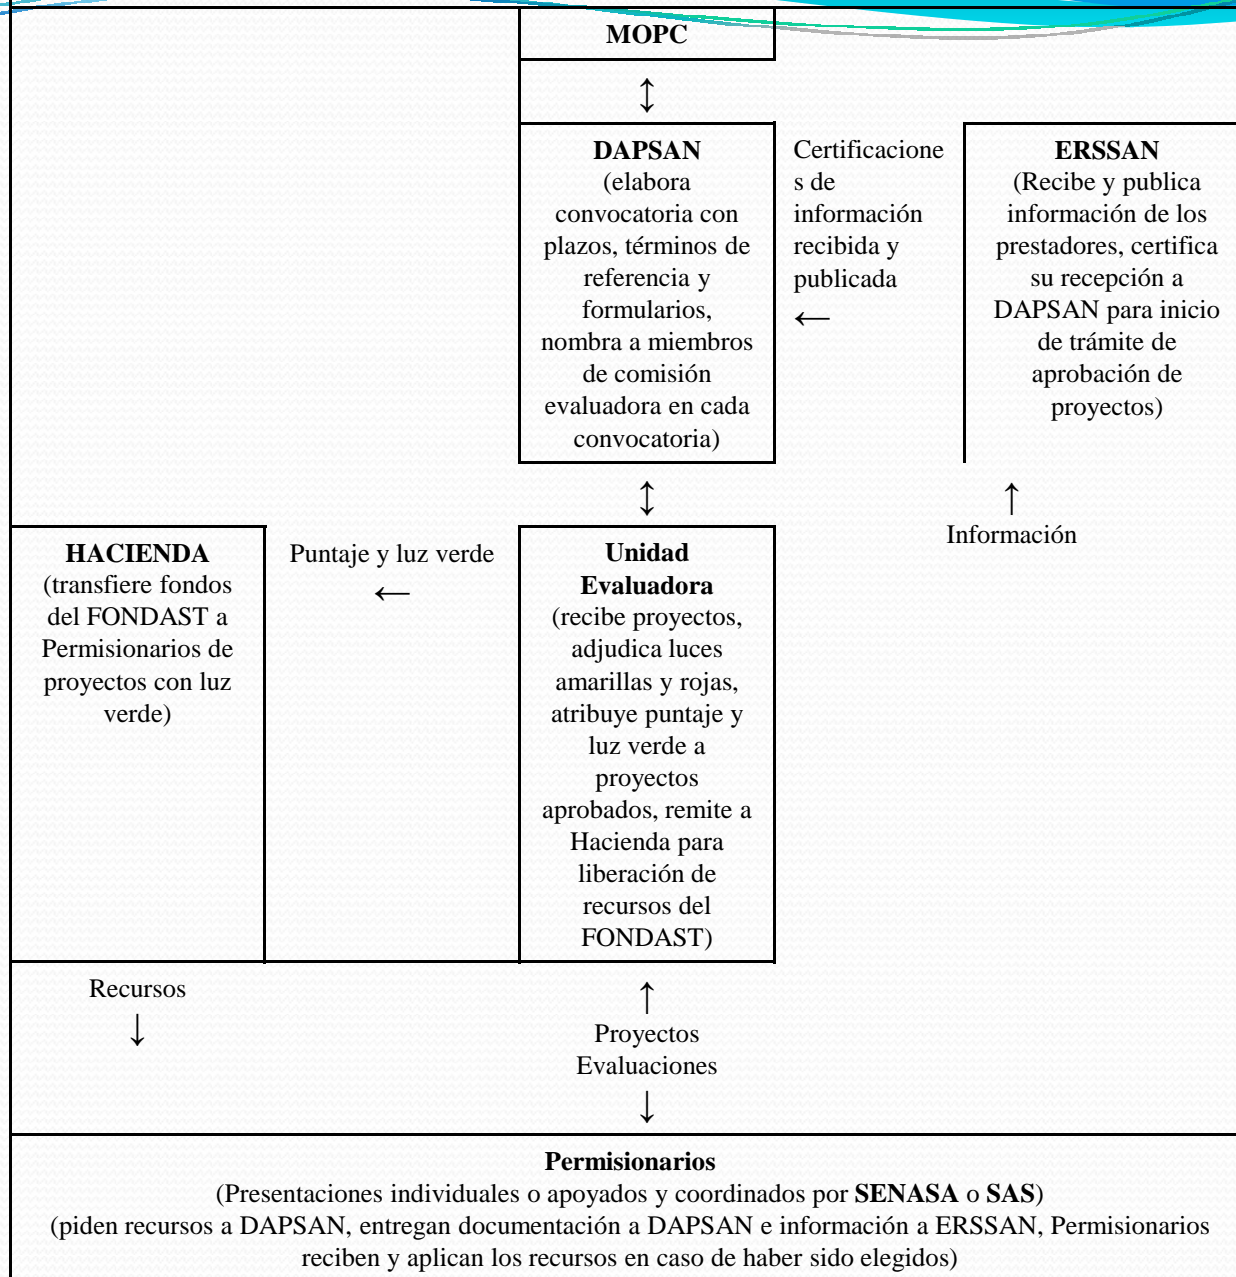 MOPC
↕
DAPSAN
(elabora
convocatoria con
plazos, términos de
referencia y
formularios,
nombra a miembros
de comisión
evaluadora en cada
convocatoria)
Certificacione
s de
información
recibida y
publicada
←
ERSSAN
(Recibe y publica
información de los
prestadores, certifica
su recepción a
DAPSAN para inicio
de trámite de
aprobación de
proyectos)
↕
↑
Información
HACIENDA
(transfiere fondos
del FONDAST a
Permisionarios de
proyectos con luz
verde)
Puntaje y luz verde
←
Unidad
Evaluadora
(recibe proyectos,
adjudica luces
amarillas y rojas,
atribuye puntaje y
luz verde a
proyectos
aprobados, remite a
Hacienda para
liberación de
recursos del
FONDAST)
Recursos
↓
↑
Proyectos
Evaluaciones
↓
Permisionarios
(Presentaciones individuales o apoyados y coordinados por SENASA o SAS)
(piden recursos a DAPSAN, entregan documentación a DAPSAN e información a ERSSAN, Permisionarios
reciben y aplican los recursos en caso de haber sido elegidos)